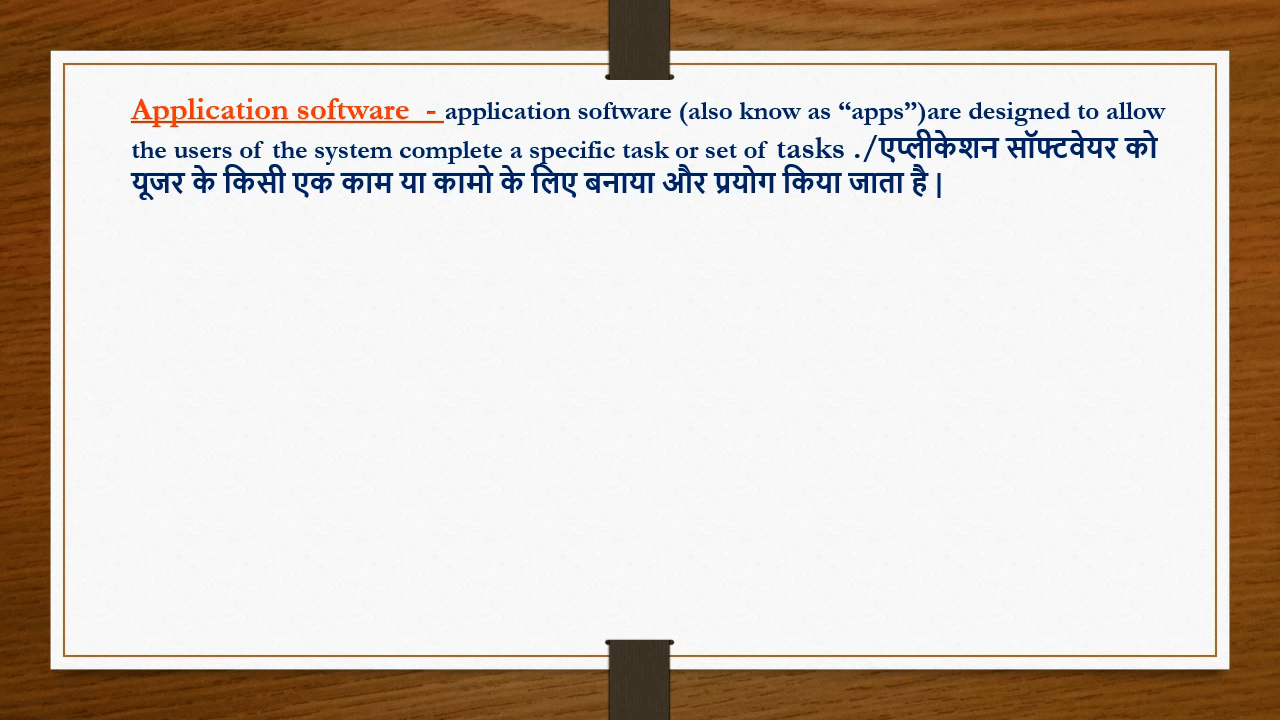 Application software  - application software (also know as “apps”)are designed to allow
the users of the system complete a specific task or set of tasks ./एप्लीकेशन सॉफ्टवेयर को
यूजर के किसी एक काम या कामो के लिए बनाया और प्रयोग किया जाता है |